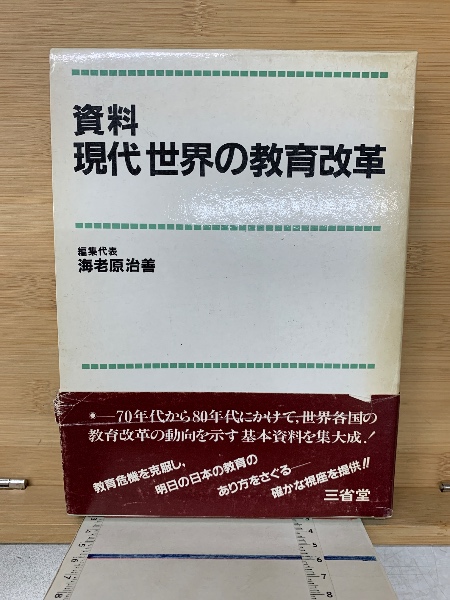 資料
現代世界の教育改革
編集代表
海老原治善
●―70年代から80年代にかけて、世界各国の
教育改革の動向を示す基本資料を集大成！
教育危機を克服し、
明日の日本の教育の
あり方をさぐる――
確かな視座を提供!!
三省堂